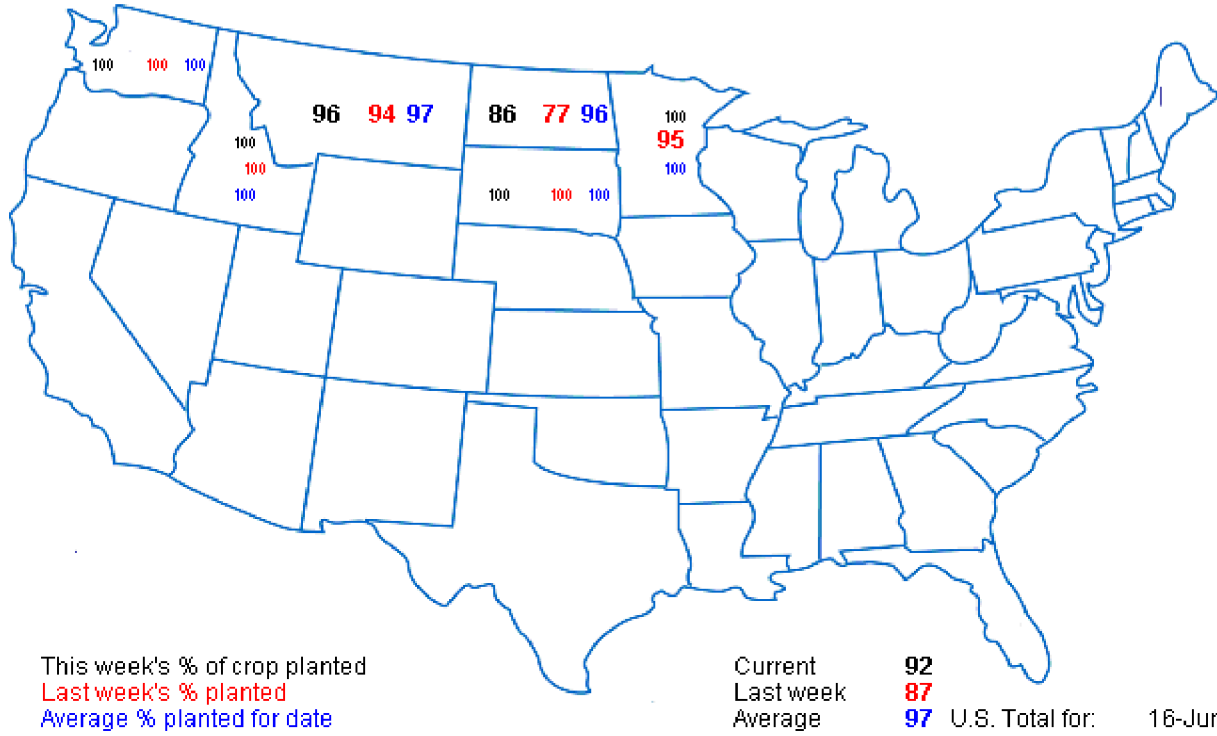 100 100 100
96 94 97
86 77 96
100
95
100
100
100
100
100 100 100
This week's % of crop planted
Last week's % planted
Average % planted for date
Current 92
Last week 87
Average 97 U.S. Total for: 16-Jun